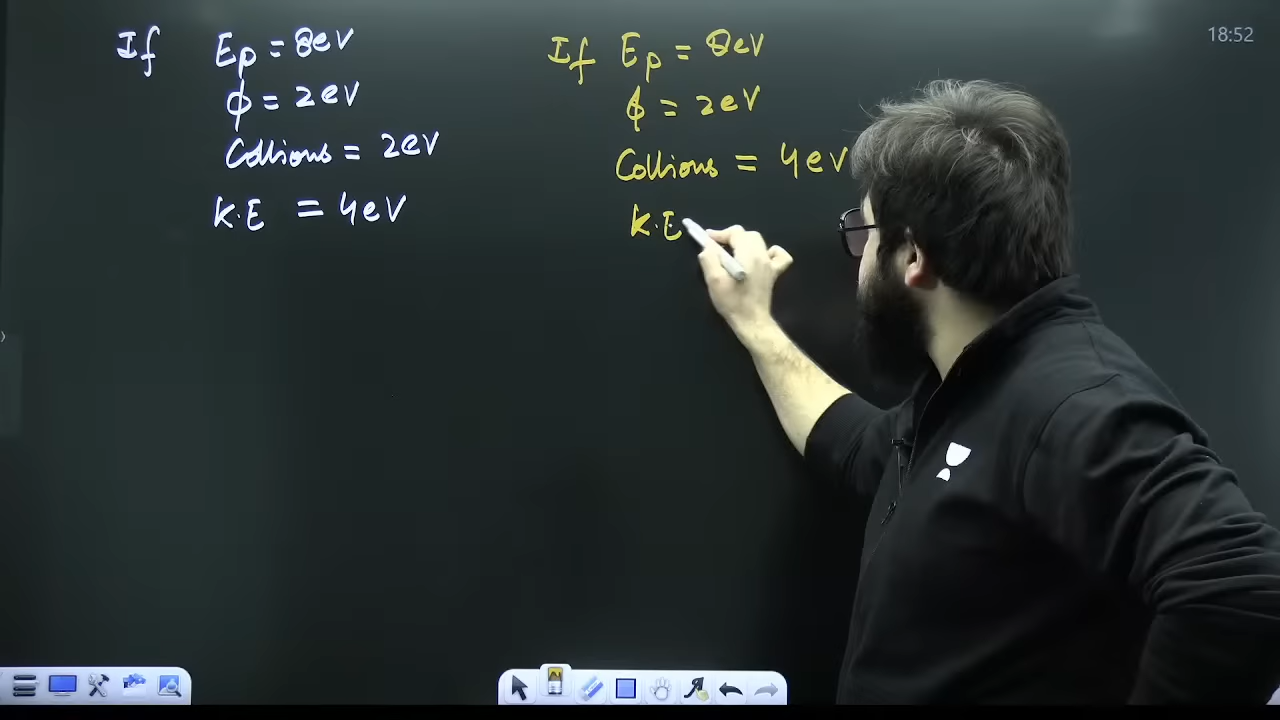 If Ep = 8eV
ϕ = 2eV
Collions = 2eV
K.E = 4eV
If Ep = 8eV
ϕ = 2eV
Collions = 4eV
K.E
18:52